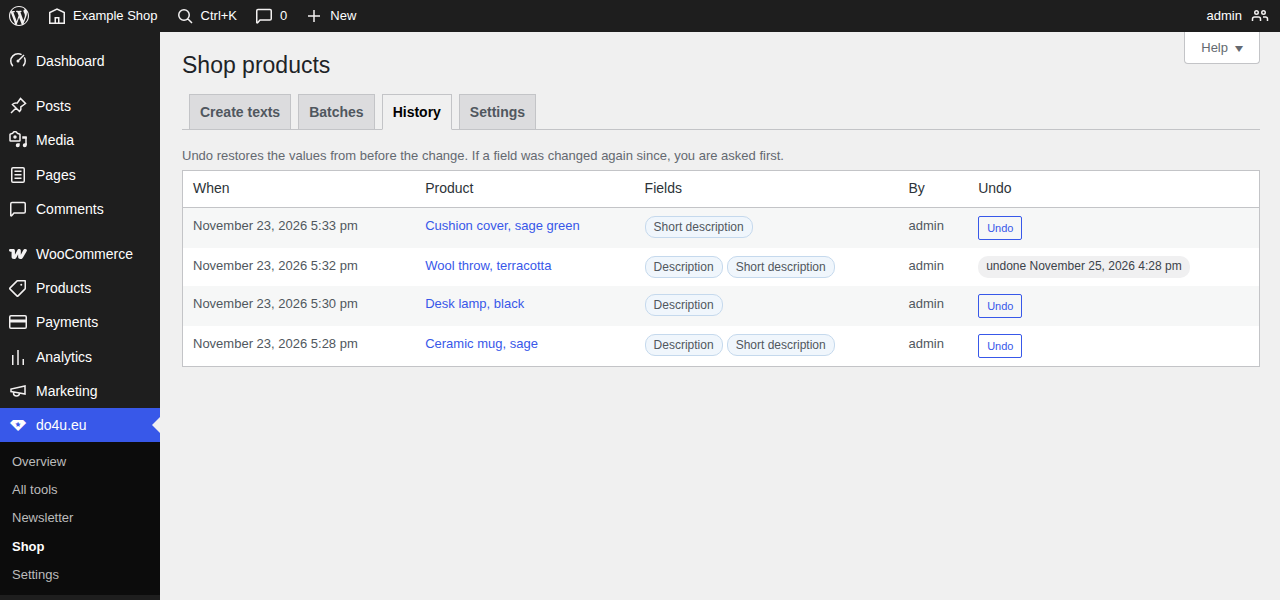 Example Shop Ctrl+K 0 New admin
Help
Dashboard
Posts
Media
Pages
Comments
WooCommerce
Products
Payments
Analytics
Marketing
do4u.eu
Overview
All tools
Newsletter
Shop
Settings
Shop products
Create texts Batches History Settings
Undo restores the values from before the change. If a field was changed again since, you are asked first.
When Product Fields By Undo
November 23, 2026 5:33 pm Cushion cover, sage green Short description admin Undo
November 23, 2026 5:32 pm Wool throw, terracotta Description Short description admin undone November 25, 2026 4:28 pm
November 23, 2026 5:30 pm Desk lamp, black Description admin Undo
November 23, 2026 5:28 pm Ceramic mug, sage Description Short description admin Undo